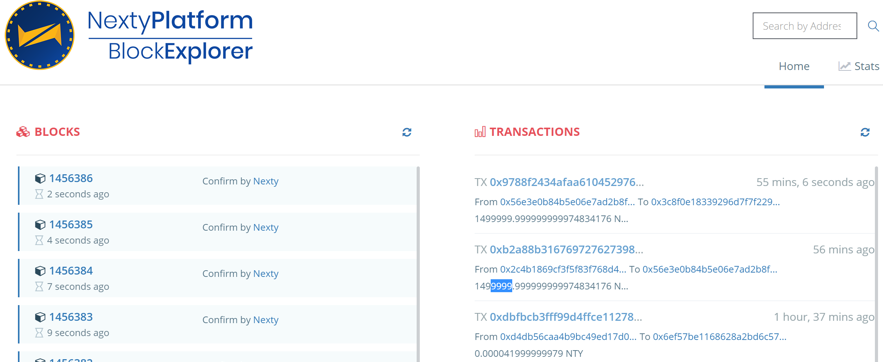 NextyPlatform
BlockExplorer
Search by Addres
Home
Stats
BLOCKS
1456386
2 seconds ago
Confirm by Nexty
1456385
4 seconds ago
Confirm by Nexty
1456384
7 seconds ago
Confirm by Nexty
1456383
9 seconds ago
Confirm by Nexty
TRANSACTIONS
TX 0x9788f2434afaa610452976...
55 mins, 6 seconds ago
From 0x56e3e0b84b5e06e7ad2b8f... To 0x3c8f0e18339296d7f7f229...
1499999.999999999974834176 N...
TX 0xb2a88b316769727627398...
56 mins ago
From 0x2c4b1869cf3f5f83f768d4... To 0x56e3e0b84b5e06e7ad2b8f...
1499999.999999999974834176 N...
TX 0xdbfbcb3fff99d4ffce11278...
1 hour, 37 mins ago
From 0xd4db56caa4b9bc49ed17d0... To 0x6ef57be1168628a2bd6c57...
0.000041999999979 NTY